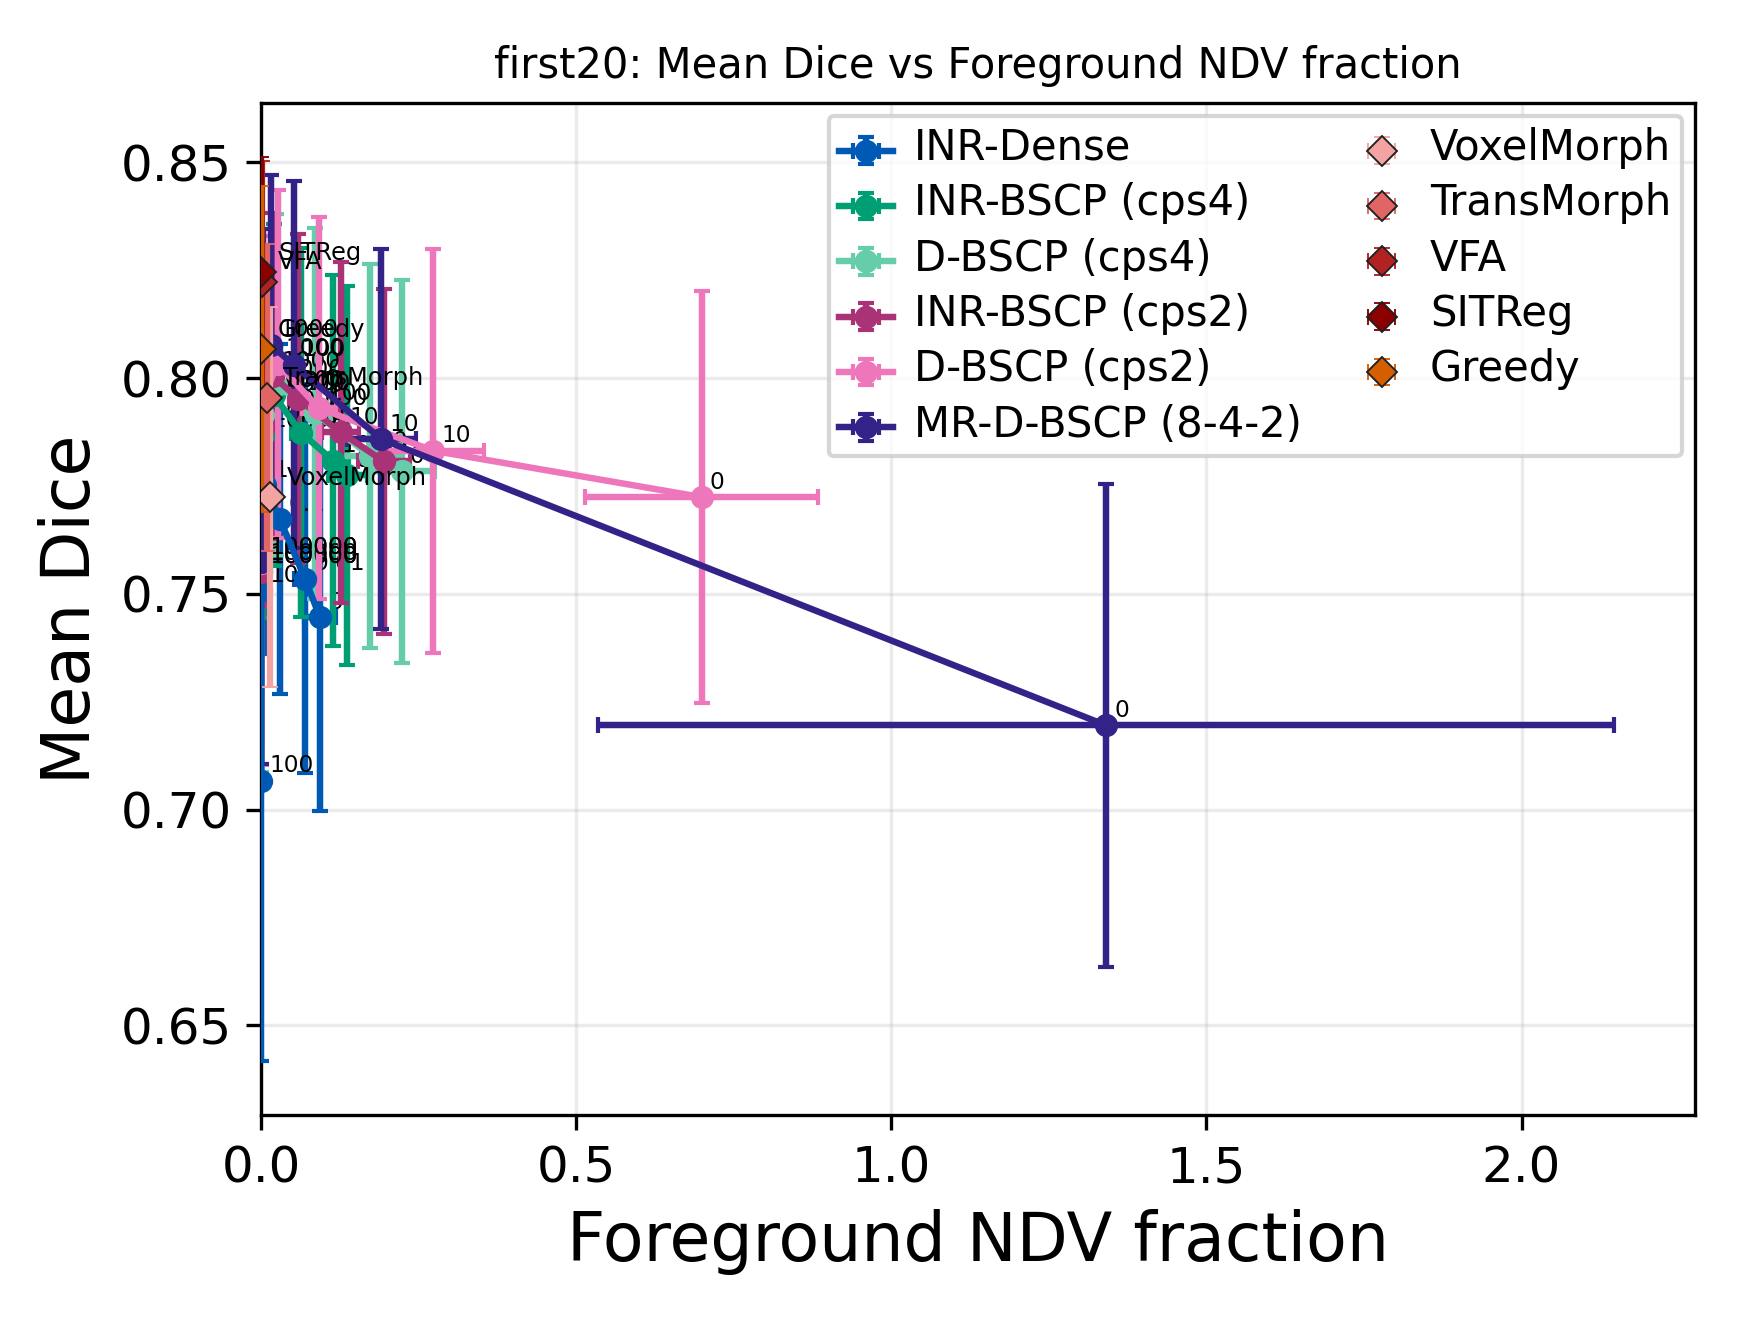 first20: Mean Dice vs Foreground NDV fraction
INR-Dense
INR-BSCP (cps4)
D-BSCP (cps4)
INR-BSCP (cps2)
D-BSCP (cps2)
MR-D-BSCP (8-4-2)
VoxelMorph
TransMorph
VFA
SITReg
Greedy
0.85
0.80
0.75
0.70
0.65
Mean Dice
SITReg
VFA
Greedy
TransMorph
10
10
10
VoxelMorph
0
0
100
0.0
0.5
1.0
1.5
2.0
Foreground NDV fraction